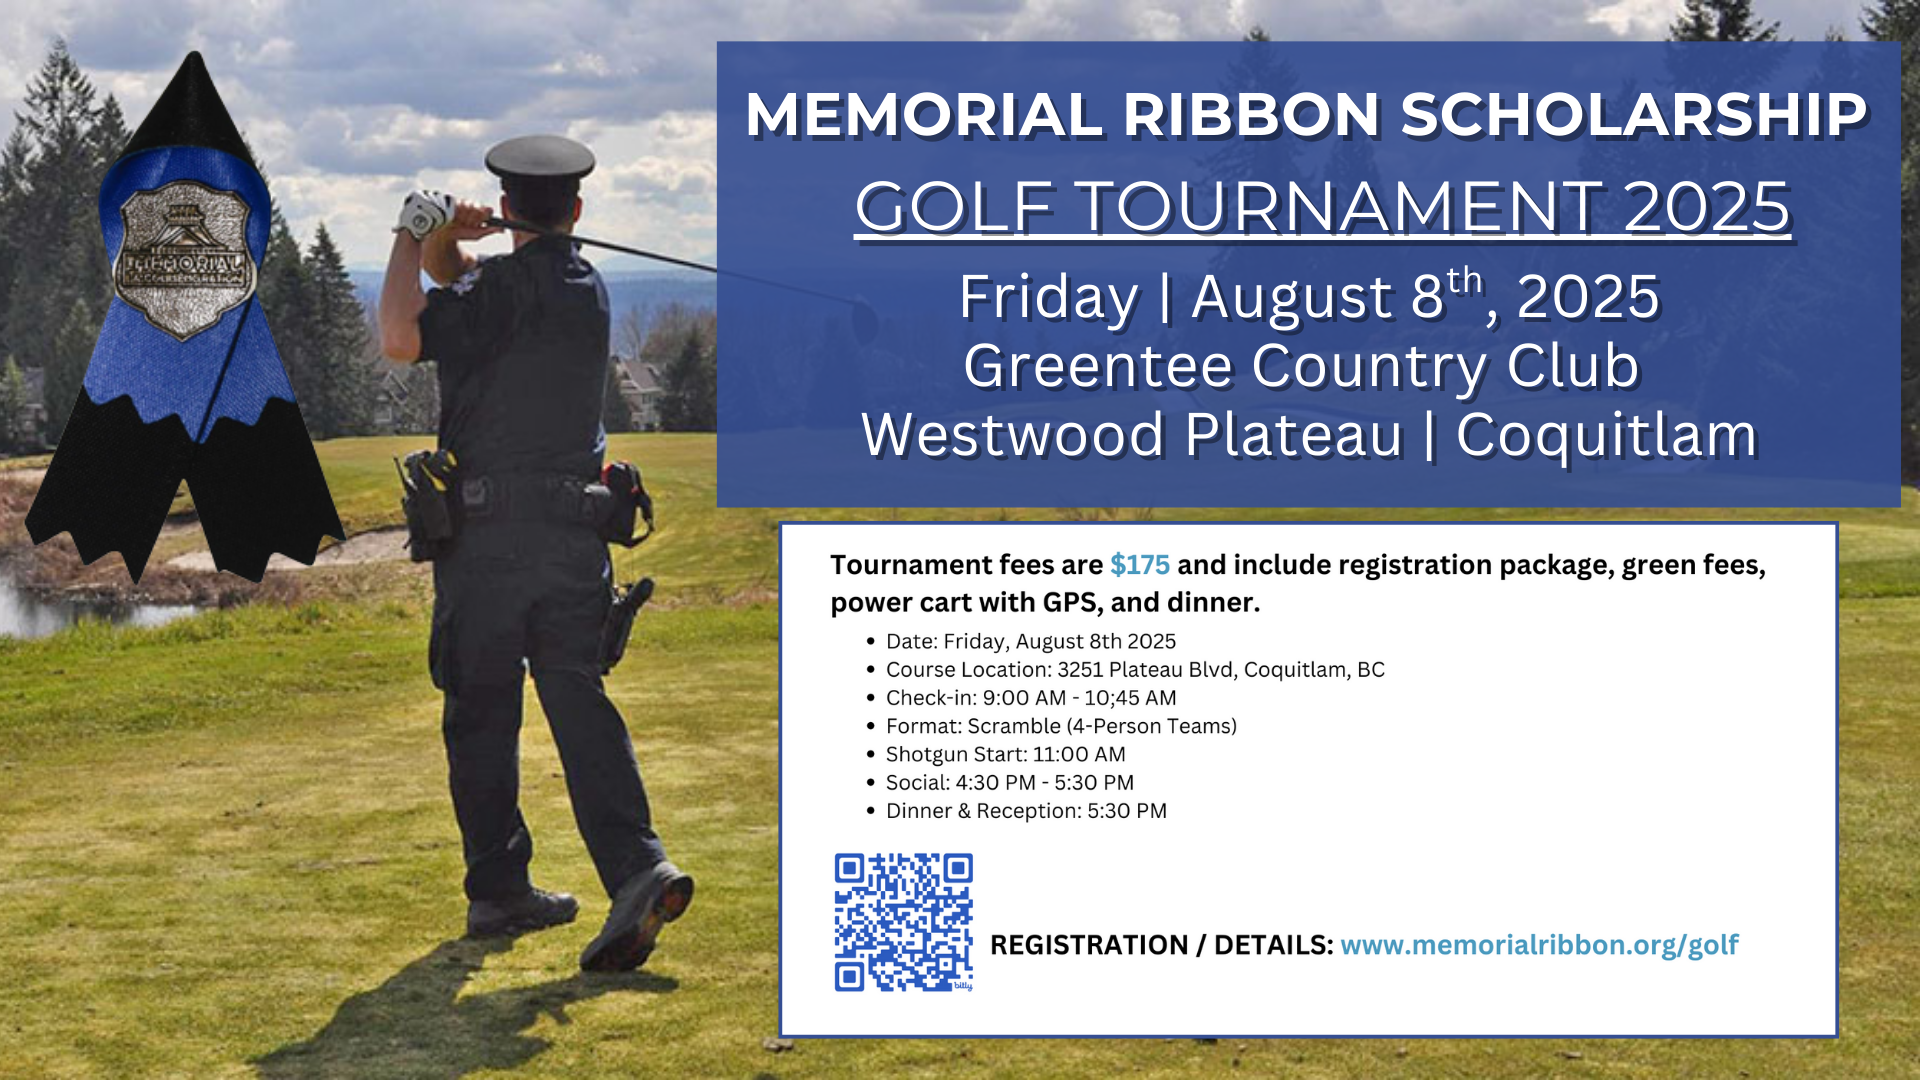 MEMORIAL RIBBON SCHOLARSHIP
GOLF TOURNAMENT 2025
Friday | August 8th, 2025
Greentee Country Club
Westwood Plateau | Coquitlam
MEMORIAL
Tournament fees are $175 and include registration package, green fees,
power cart with GPS, and dinner.
• Date: Friday, August 8th 2025
• Course Location: 3251 Plateau Blvd, Coquitlam, BC
• Check-in: 9:00 AM - 10;45 AM
• Format: Scramble (4-Person Teams)
• Shotgun Start: 11:00 AM
• Social: 4:30 PM - 5:30 PM
• Dinner & Reception: 5:30 PM
bitly
REGISTRATION / DETAILS: www.memorialribbon.org/golf